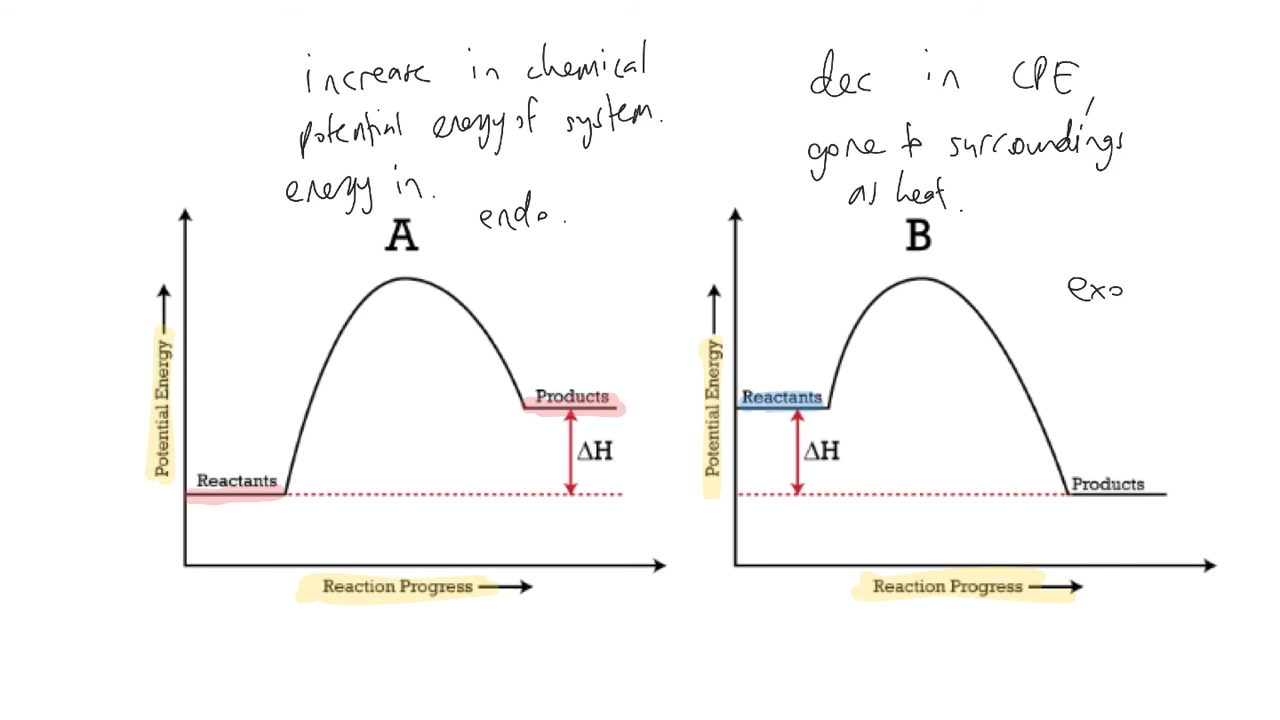 increase in chemical
potential energy of system.
energy in.
endo.
A
Potential Energy
Reactants
Products
ΔH
Reaction Progress
dec in CPE,
gone to surroundings
as heat.
B
exo
Potential Energy
Reactants
ΔH
Products
Reaction Progress